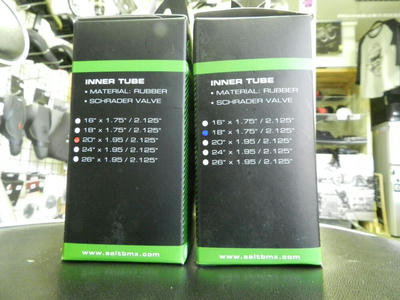 INNER TUBE
• MATERIAL: RUBBER
• SCHRADER VALVE
16" x 1.75" / 2.125"
18" x 1.75" / 2.125"
20" x 1.95 / 2.125"
24" x 1.95 / 2.125"
26" x 1.95 / 2.125"
www.saltbmx.com
INNER TUBE
• MATERIAL: RUBBER
• SCHRADER VALVE
16" x 1.75" / 2.125"
18" x 1.75" / 2.125"
20" x 1.95 / 2.125"
24" x 1.95 / 2.125"
26" x 1.95 / 2.125"
www.saltbmx.com